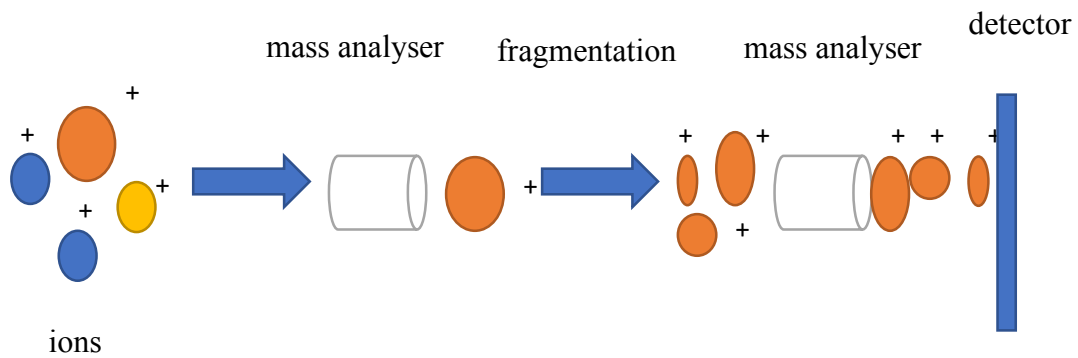 detector
mass analyser
fragmentation
mass analyser
+
+
+
+
+
+
+
+
+
+
+
ions